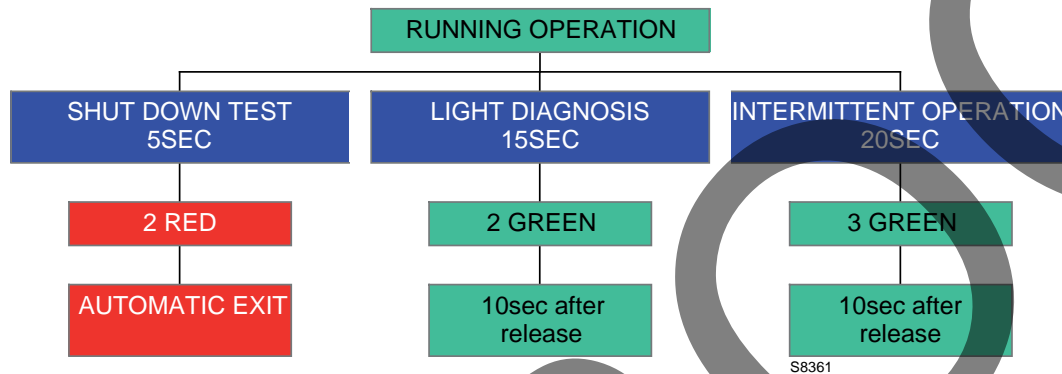 RUNNING OPERATION
SHUT DOWN TEST
5SEC
LIGHT DIAGNOSIS
15SEC
INTERMITTENT OPERATION
20SEC
2 RED
2 GREEN
3 GREEN
AUTOMATIC EXIT
10sec after
release
10sec after
release
S8361